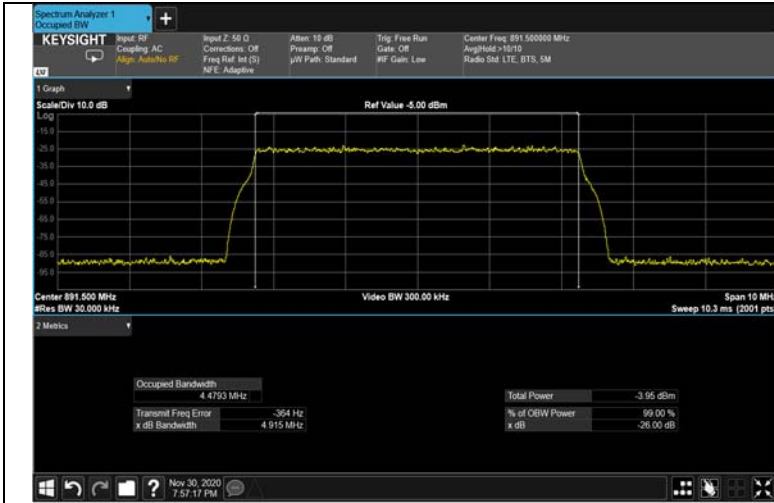 Spectrum Analyzer 1
Occupied BW
+
KEYSIGHT
Input: RF
Coupling: AC
Align: Auto/No RF
Input Z: 50 Ω
Corrections: Off
Freq Ref: Int (S)
NFE: Adaptive
Atten: 10 dB
Preamp: Off
µW Path: Standard
Trig: Free Run
Gate: Off
#IF Gain: Low
Center Freq: 891.500000 MHz
Avg|Hold:>10/10
Radio Std: LTE, BTS, 5M
1 Graph
Scale/Div 10.0 dB
Ref Value -5.00 dBm
Log
-15.0
-25.0
-35.0
-45.0
-55.0
-65.0
-75.0
-85.0
-95.0
Center 891.500 MHz
Video BW 300.00 kHz
Span 10 MHz
#Res BW 30.000 kHz
Sweep 10.3 ms (2001 pts
2 Metrics
Occupied Bandwidth
4.4793 MHz
Total Power -3.95 dBm
Transmit Freq Error -364 Hz
% of OBW Power 99.00 %
x dB Bandwidth 4.915 MHz
x dB -26.00 dB
?
Nov 30, 2020
7:57:17 PM